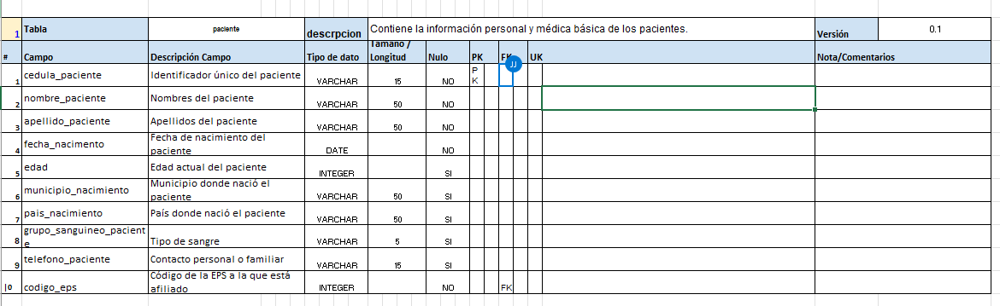 1 Tabla paciente descrpcion Contiene la información personal y médica básica de los pacientes. Versión 0.1
# Campo Descripción Campo Tipo de dato Tamaño / Longitud Nulo PK FK UK Nota/Comentarios
JJ
1 cedula_paciente Identificador único del paciente VARCHAR 15 NO PK
2 nombre_paciente Nombres del paciente VARCHAR 50 NO
3 apellido_paciente Apellidos del paciente VARCHAR 50 NO
4 fecha_nacimento Fecha de nacimiento del paciente DATE NO
5 edad Edad actual del paciente INTEGER SI
6 municipio_nacimiento Municipio donde nació el paciente VARCHAR 50 SI
7 pais_nacimiento País donde nació el paciente VARCHAR 50 SI
8 grupo_sanguineo_paciente Tipo de sangre VARCHAR 5 SI
9 telefono_paciente Contacto personal o familiar VARCHAR 15 SI
10 codigo_eps Código de la EPS a la que está afiliado INTEGER NO FK